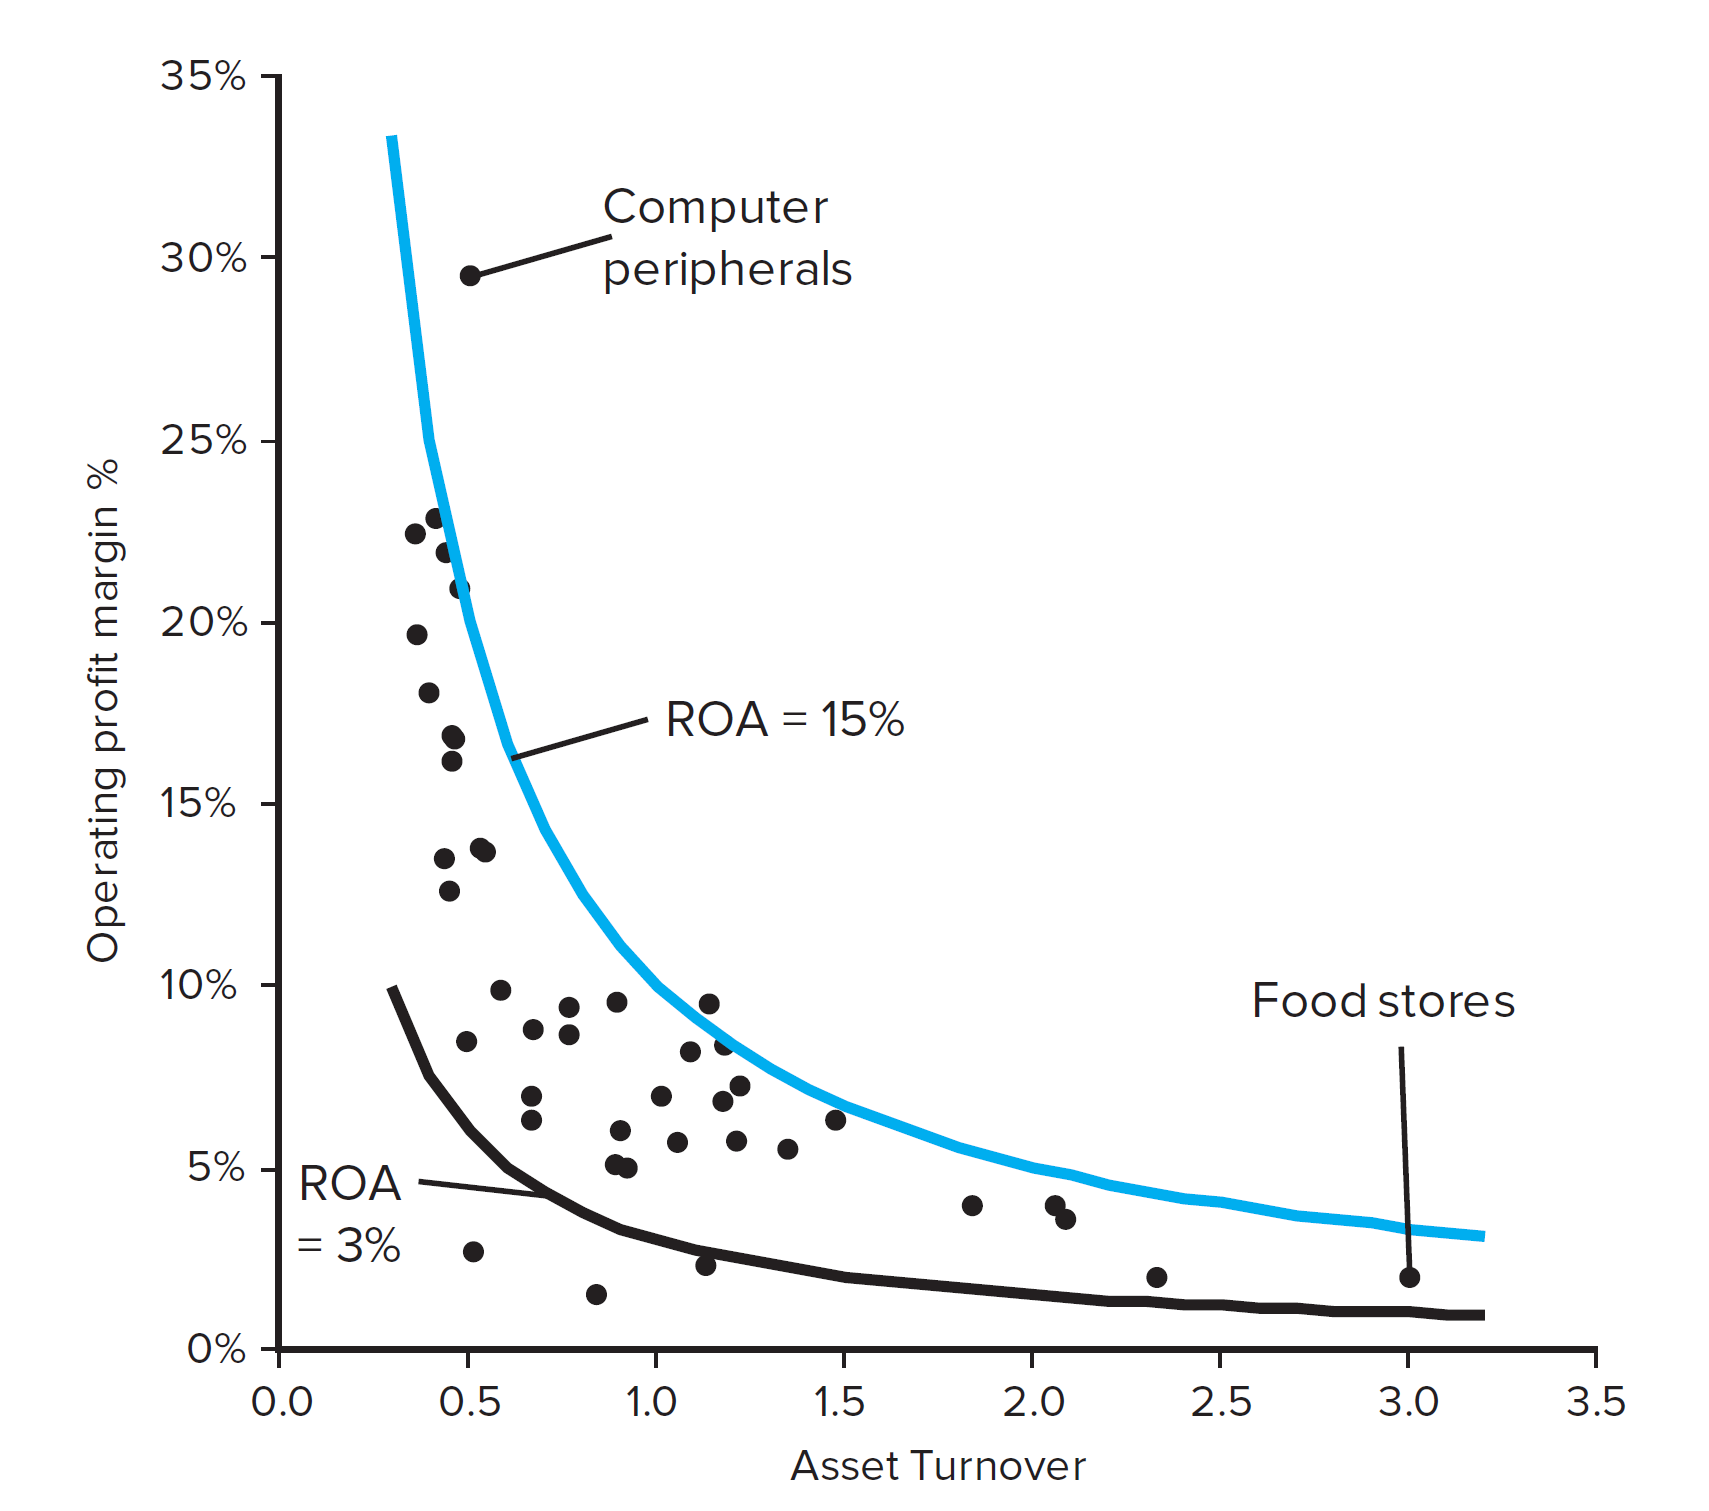 35%
Computer
peripherals
30%
25%
20%
ROA = 15%
15%
10%
Food stores
5%
ROA
= 3%
0%
0.0 0.5 1.0 1.5 2.0 2.5 3.0 3.5
Asset Turnover
Operating profit margin %